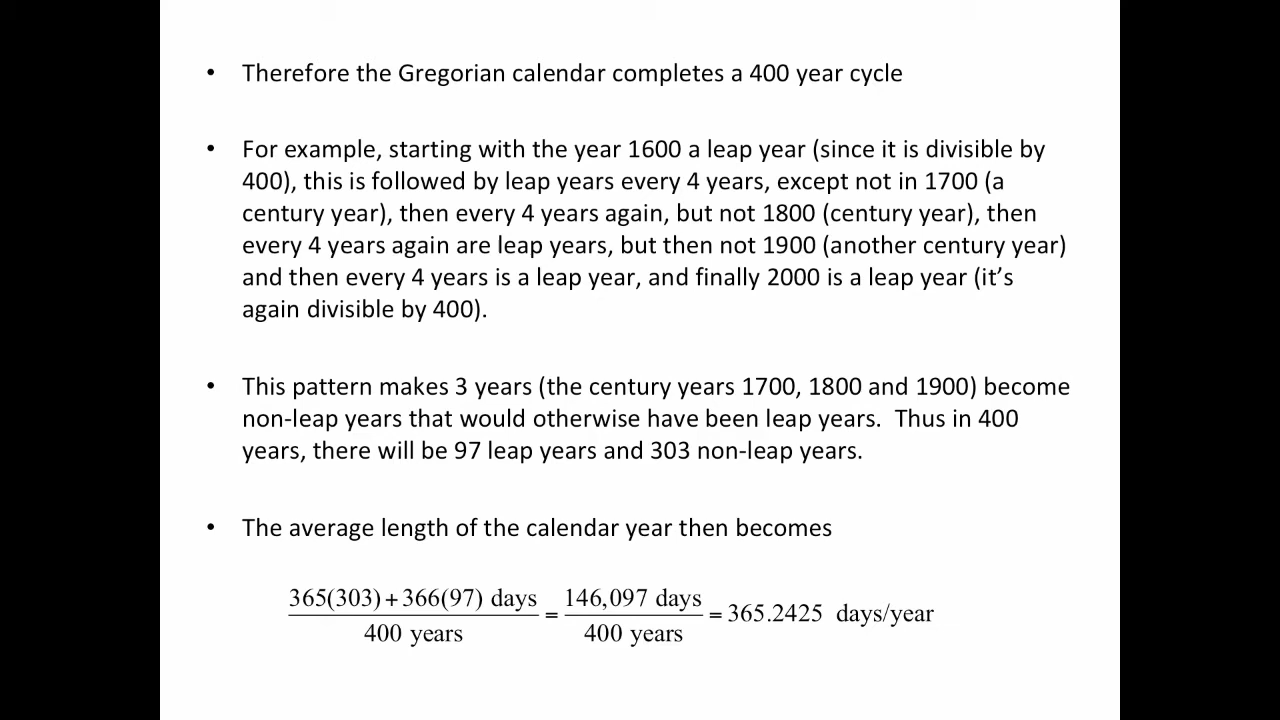 • Therefore the Gregorian calendar completes a 400 year cycle
• For example, starting with the year 1600 a leap year (since it is divisible by
400), this is followed by leap years every 4 years, except not in 1700 (a
century year), then every 4 years again, but not 1800 (century year), then
every 4 years again are leap years, but then not 1900 (another century year)
and then every 4 years is a leap year, and finally 2000 is a leap year (it’s
again divisible by 400).
• This pattern makes 3 years (the century years 1700, 1800 and 1900) become
non-leap years that would otherwise have been leap years.  Thus in 400
years, there will be 97 leap years and 303 non-leap years.
• The average length of the calendar year then becomes
365(303)+366(97) days / 400 years = 146,097 days / 400 years = 365.2425 days/year